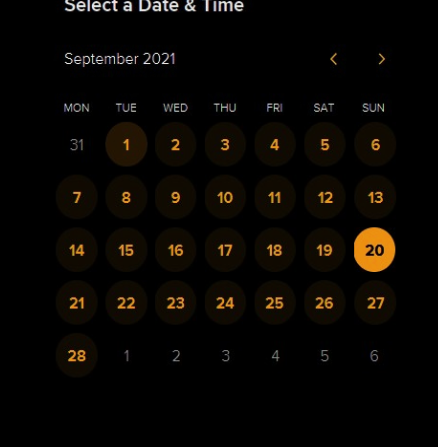 Select a Date & Time
September 2021
MON TUE WED THU FRI SAT SUN
31 1 2 3 4 5 6
7 8 9 10 11 12 13
14 15 16 17 18 19 20
21 22 23 24 25 26 27
28 1 2 3 4 5 6